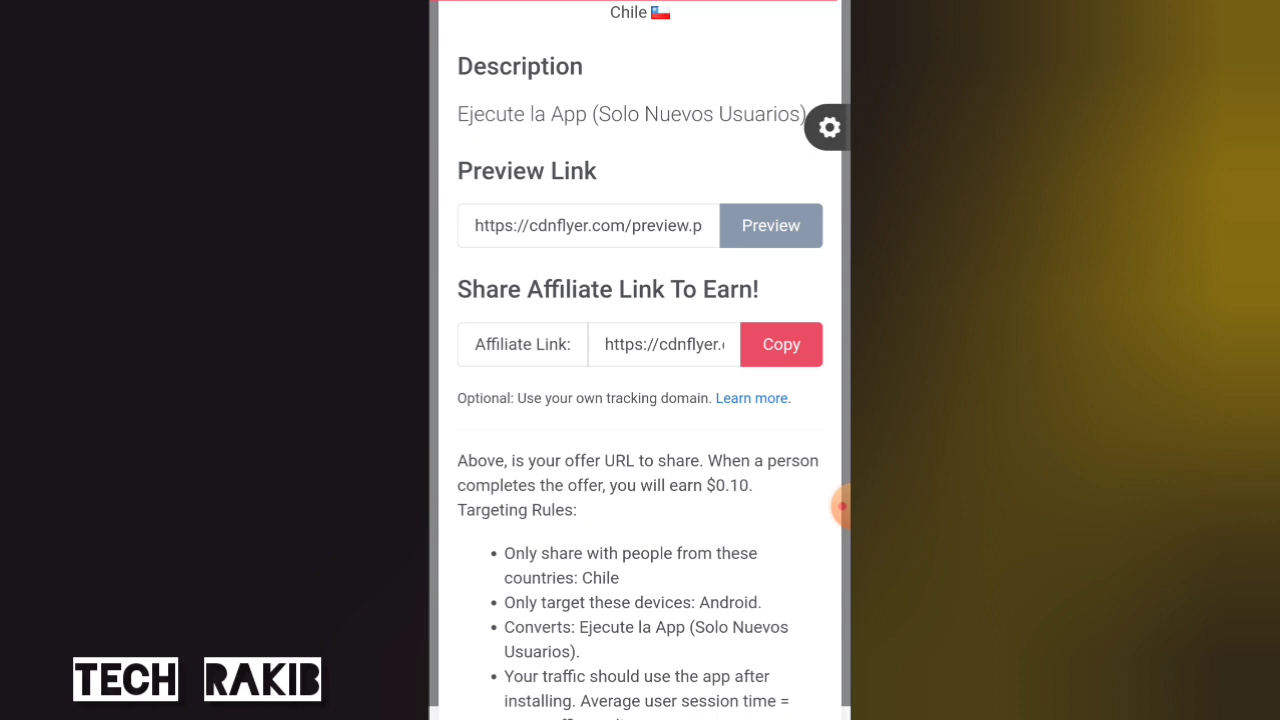 Chile
Description
Ejecute la App (Solo Nuevos Usuarios)
Preview Link
https://cdnflyer.com/preview.p Preview
Share Affiliate Link To Earn!
Affiliate Link: https://cdnflyer. Copy
Optional: Use your own tracking domain. Learn more.
Above, is your offer URL to share. When a person
completes the offer, you will earn $0.10.
Targeting Rules:
• Only share with people from these
countries: Chile
• Only target these devices: Android.
• Converts: Ejecute la App (Solo Nuevos
Usuarios).
• Your traffic should use the app after
installing. Average user session time =
TECH RAKIB